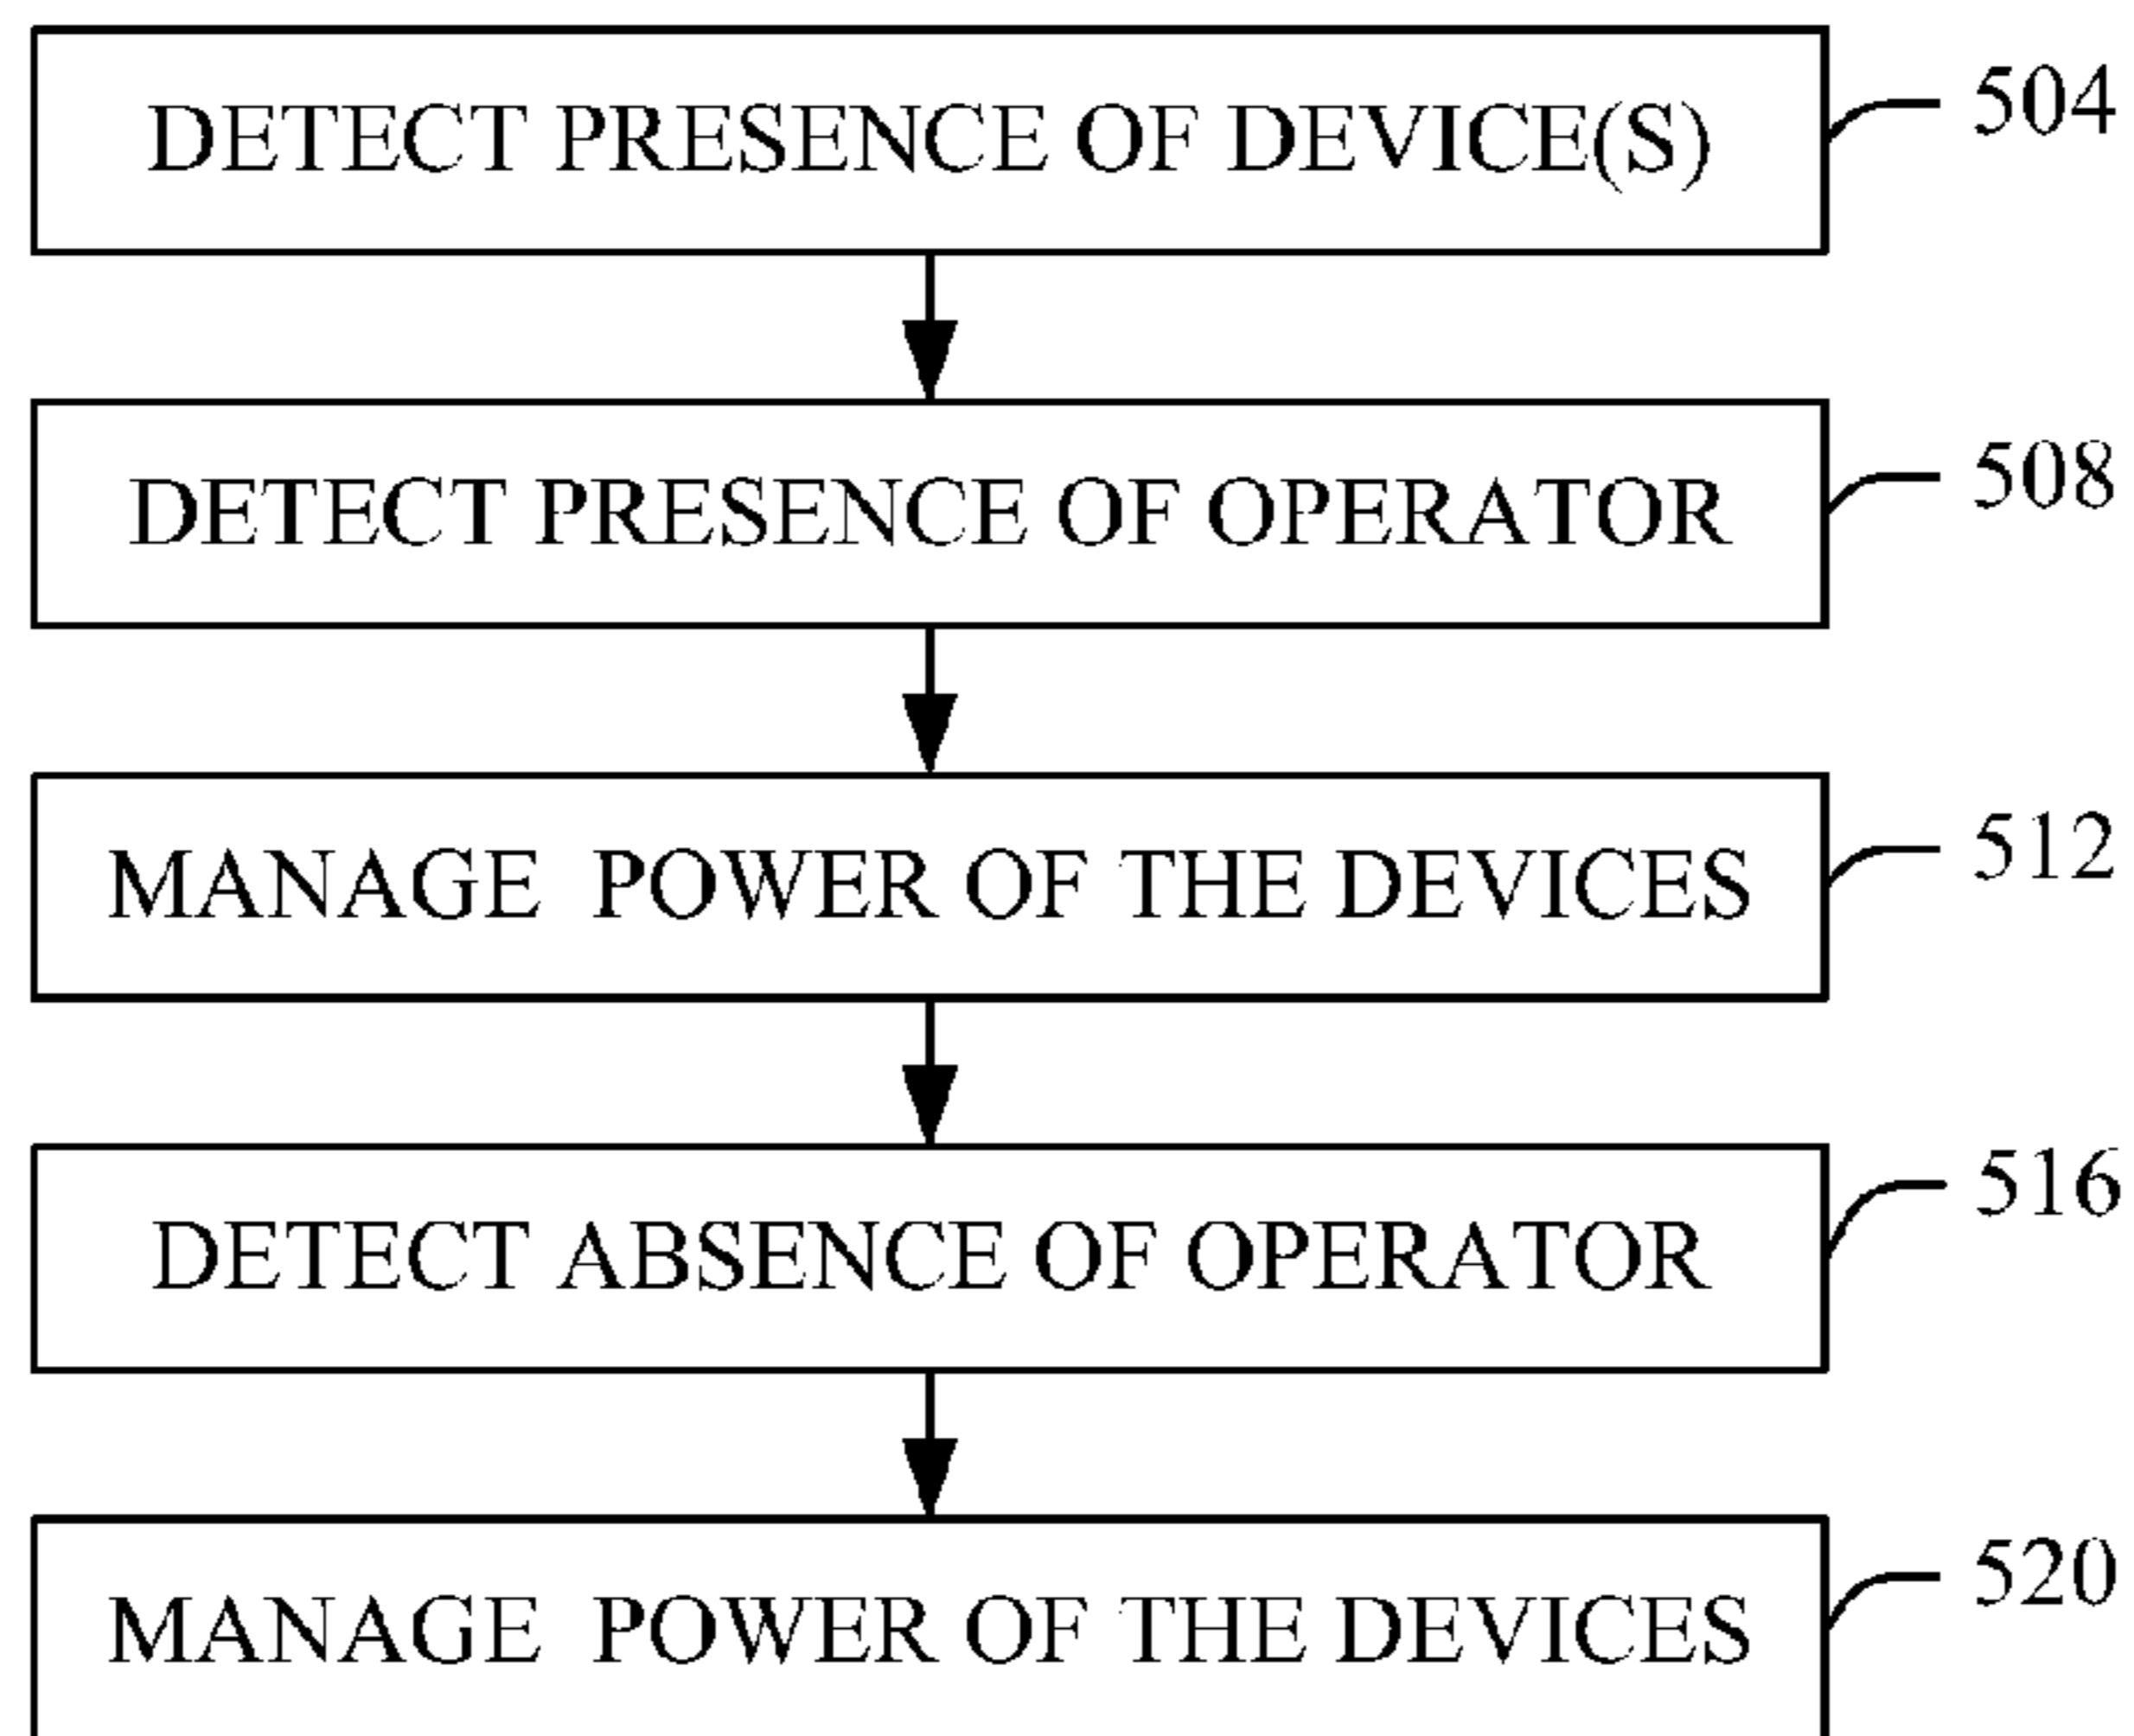 DETECT PRESENCE OF DEVICE(S)
504
DETECT PRESENCE OF OPERATOR
508
MANAGE POWER OF THE DEVICES
512
DETECT ABSENCE OF OPERATOR
516
MANAGE POWER OF THE DEVICES
520